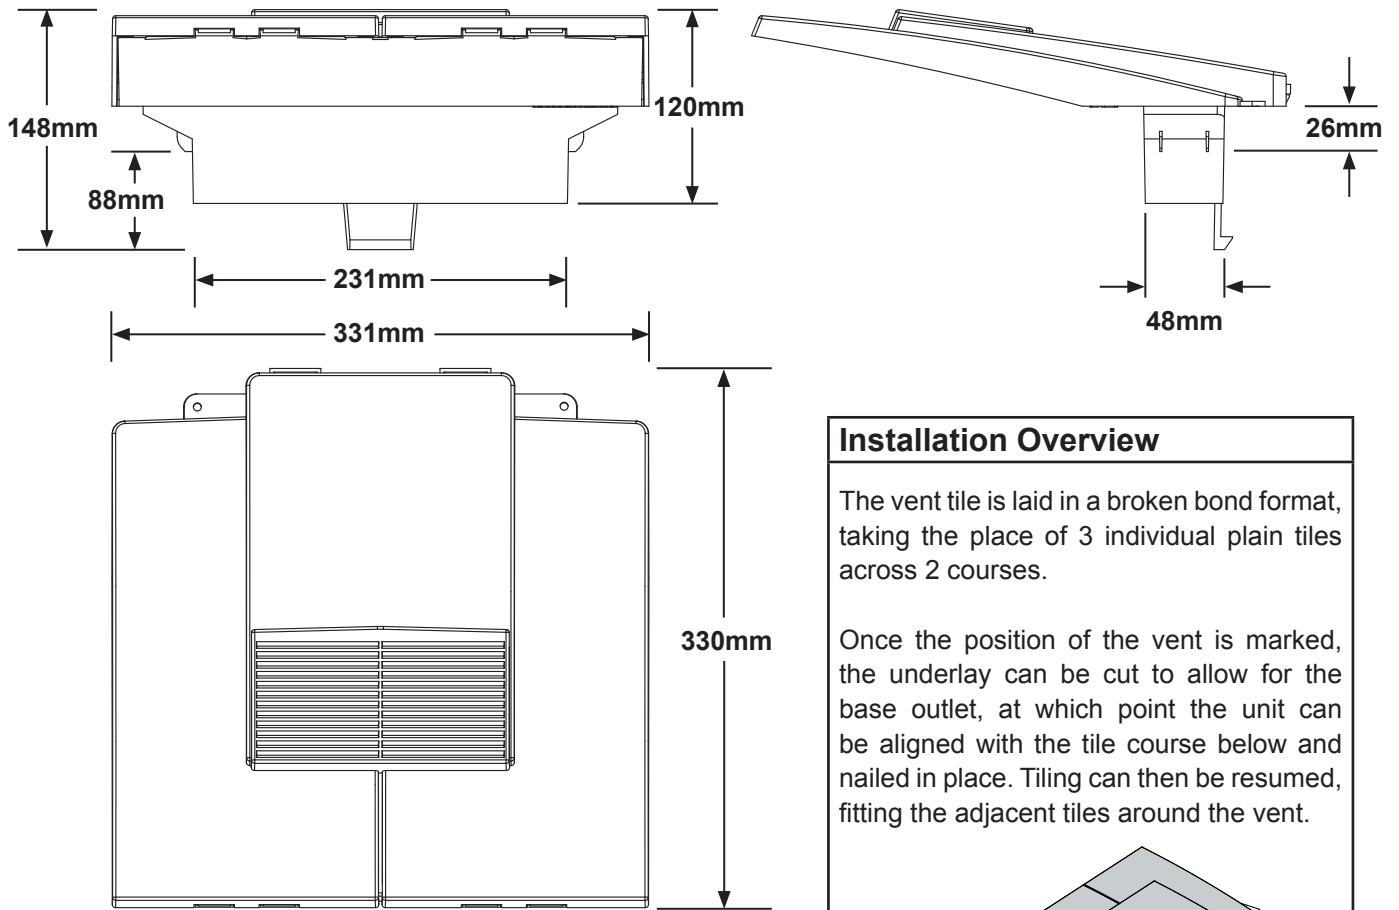 148mm
88mm
120mm
231mm
331mm
26mm
48mm
330mm
Installation Overview
The vent tile is laid in a broken bond format,
taking the place of 3 individual plain tiles
across 2 courses.
Once the position of the vent is marked,
the underlay can be cut to allow for the
base outlet, at which point the unit can
be aligned with the tile course below and
nailed in place. Tiling can then be resumed,
fitting the adjacent tiles around the vent.